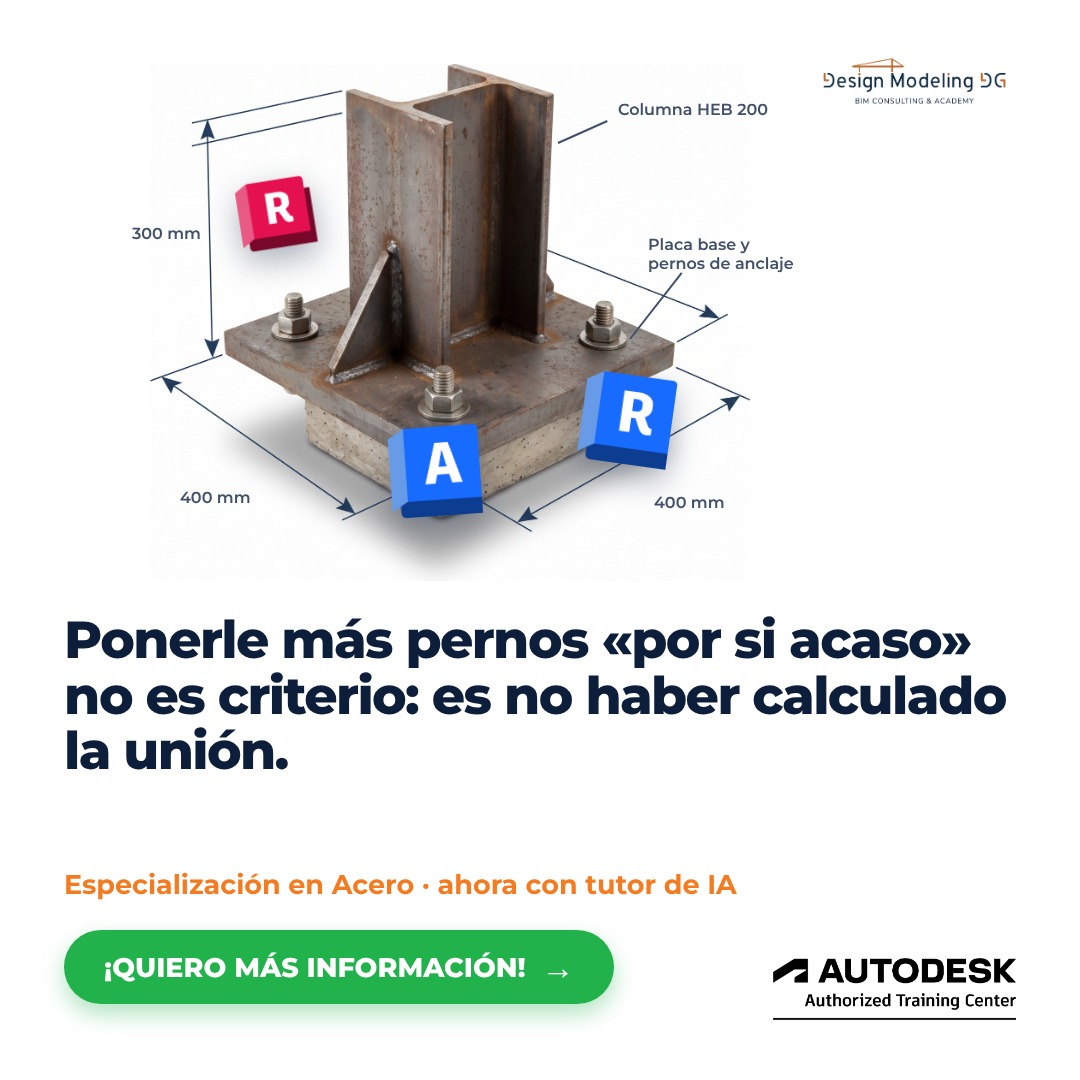 Design Modeling DG
BIM CONSULTING & ACADEMY
Columna HEB 200
R
300 mm
Placa base y
pernos de anclaje
R
A
400 mm
400 mm
Ponerle más pernos «por si acaso»
no es criterio: es no haber calculado
la unión.
Especialización en Acero · ahora con tutor de IA
¡QUIERO MÁS INFORMACIÓN! →
AUTODESK
Authorized Training Center